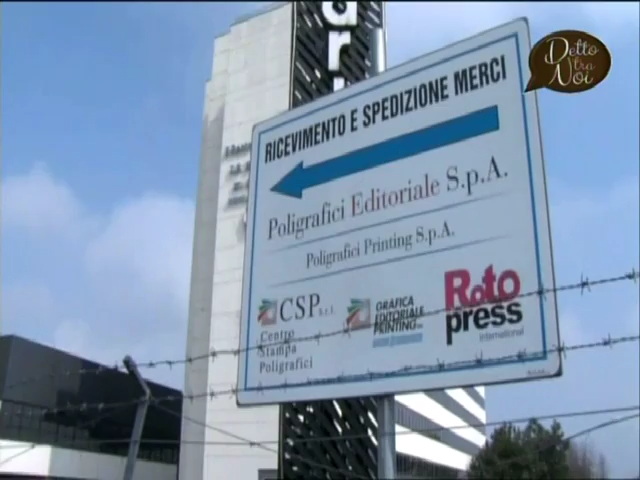 Detto
tra
Noi
ar
RICEVIMENTO E SPEDIZIONE MERCI
Poligrafici Editoriale S.p.A.
Poligrafici Printing S.p.A.
CSP s.r.l.
Centro
Stampa
Poligrafici
GRAFICA
EDITORIALE
PRINTING
Roto
press
international